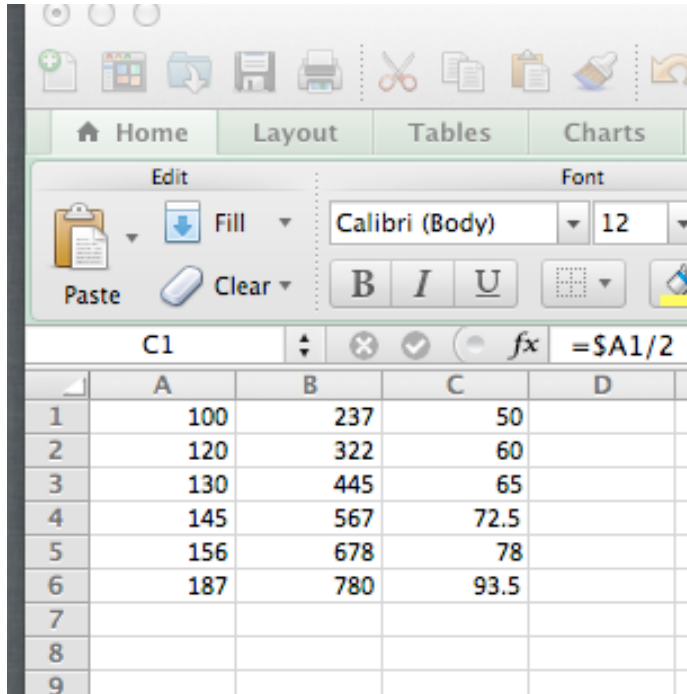 Home Layout Tables Charts
Edit Font
Fill Calibri (Body) 12
Paste Clear B I U
C1 fx =$A1/2
A B C D
1 100 237 50
2 120 322 60
3 130 445 65
4 145 567 72.5
5 156 678 78
6 187 780 93.5
7
8
9